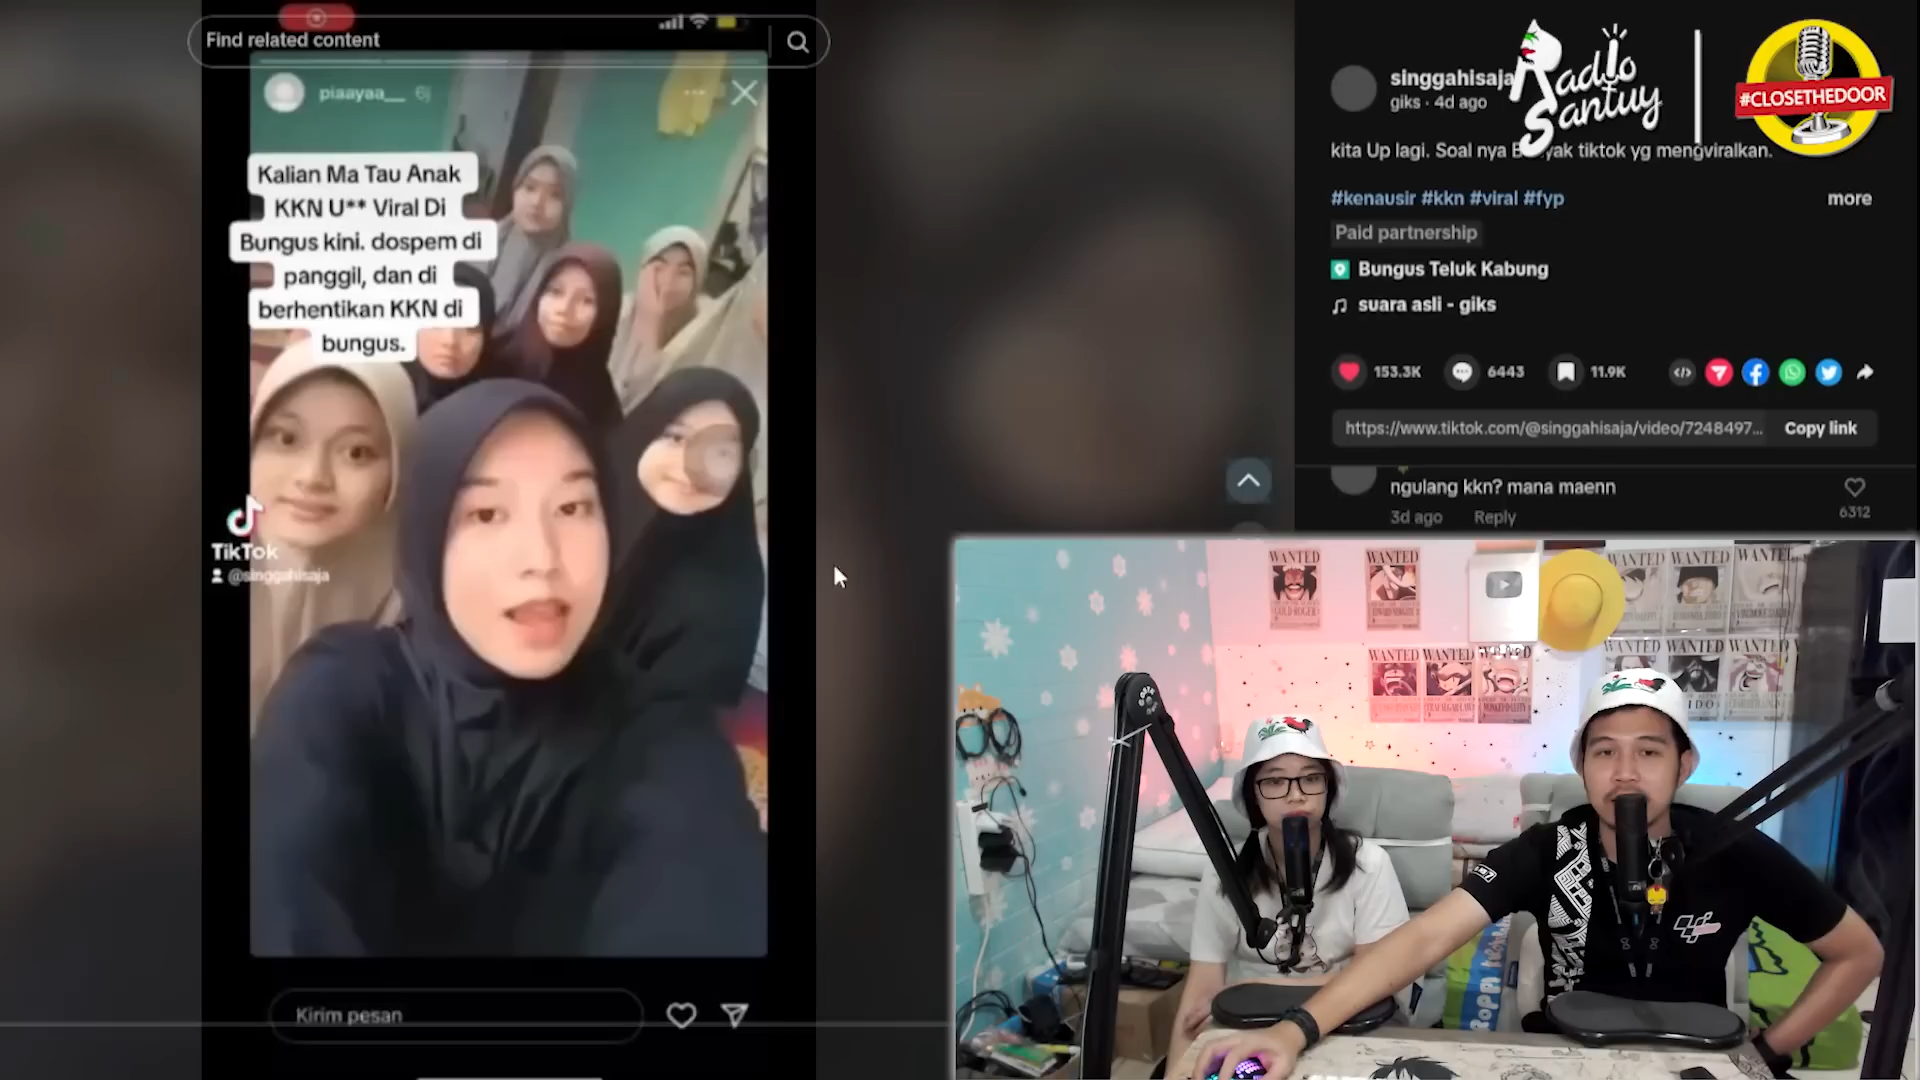 Find related content
piaayaa__ 6j
Kalian Ma Tau Anak
KKN U** Viral Di
Bungus kini. dospem di
panggil, dan di
berhentikan KKN di
bungus.
TikTok
@singgahisaja
Kirim pesan
singgahisaja
giks · 4d ago
Radio
Santuy
#CLOSETHEDOOR
kita Up lagi. Soal nya tiktok yg mengviralkan.
#kenausir #kkn #viral #fyp
more
Paid partnership
Bungus Teluk Kabung
suara asli - giks
153.3K
6443
11.9K
https://www.tiktok.com/@singgahisaja/video/7248497...
Copy link
ngulang kkn? mana maenn
3d ago Reply
6312
WANTED
WANTED
WANTED
WANTED
GOLD·ROGER
WANTED
WANTED
WANTED